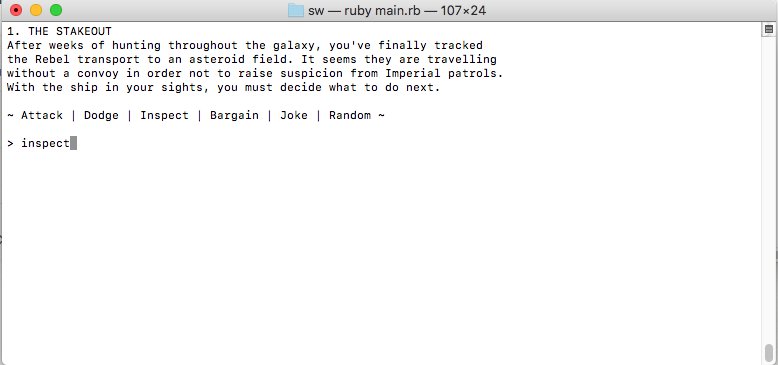 sw — ruby main.rb — 107×24
1. THE STAKEOUT
After weeks of hunting throughout the galaxy, you've finally tracked
the Rebel transport to an asteroid field. It seems they are travelling
without a convoy in order not to raise suspicion from Imperial patrols.
With the ship in your sights, you must decide what to do next.
~ Attack | Dodge | Inspect | Bargain | Joke | Random ~
> inspect